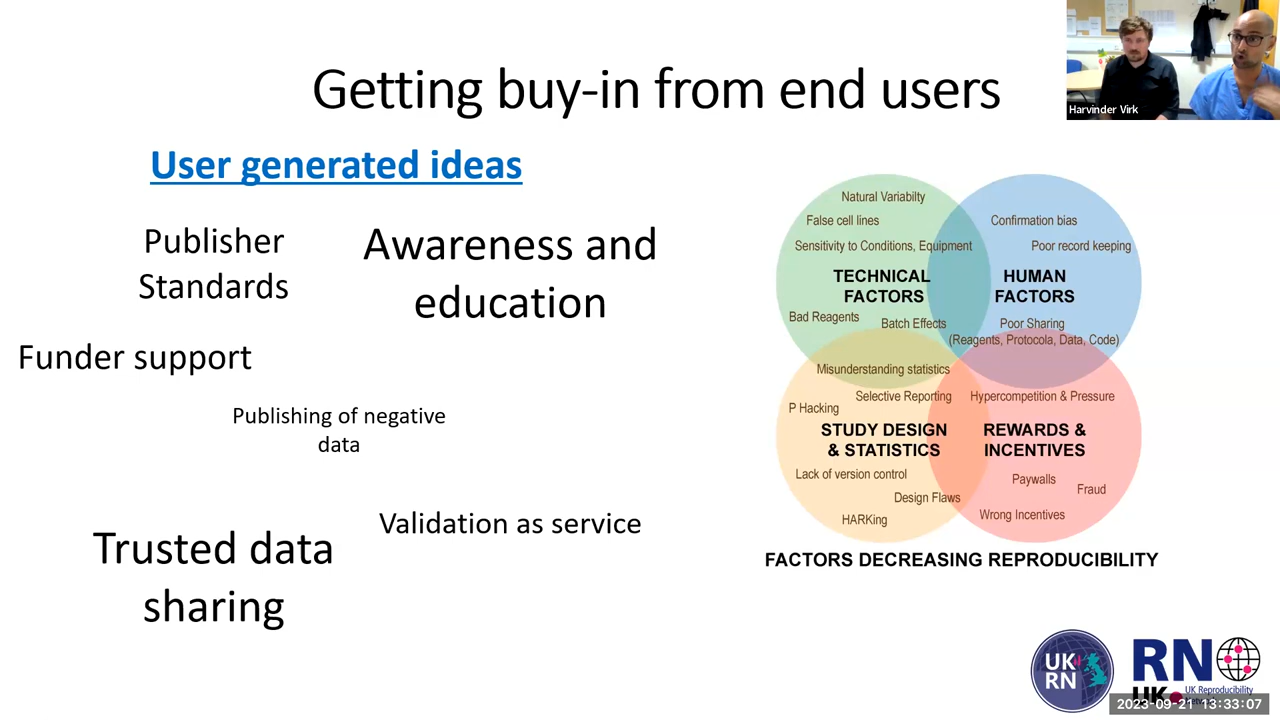 Getting buy-in from end users
Harvinder Virk
User generated ideas
Publisher
Standards
Awareness and
education
Funder support
Publishing of negative
data
Validation as service
Trusted data
sharing
Natural Variabilty
False cell lines
Sensitivity to Conditions, Equipment
TECHNICAL
FACTORS
Bad Reagents
Batch Effects
Confirmation bias
Poor record keeping
HUMAN
FACTORS
Poor Sharing
(Reagents, Protocola, Data, Code)
Misunderstanding statistics
Selective Reporting
P Hacking
STUDY DESIGN
& STATISTICS
Lack of version control
Design Flaws
HARKing
Hypercompetition & Pressure
REWARDS &
INCENTIVES
Paywalls
Fraud
Wrong Incentives
FACTORS DECREASING REPRODUCIBILITY
UK
RN
RN
UK
UK Reproducibility
2023-09-21 13:33:07